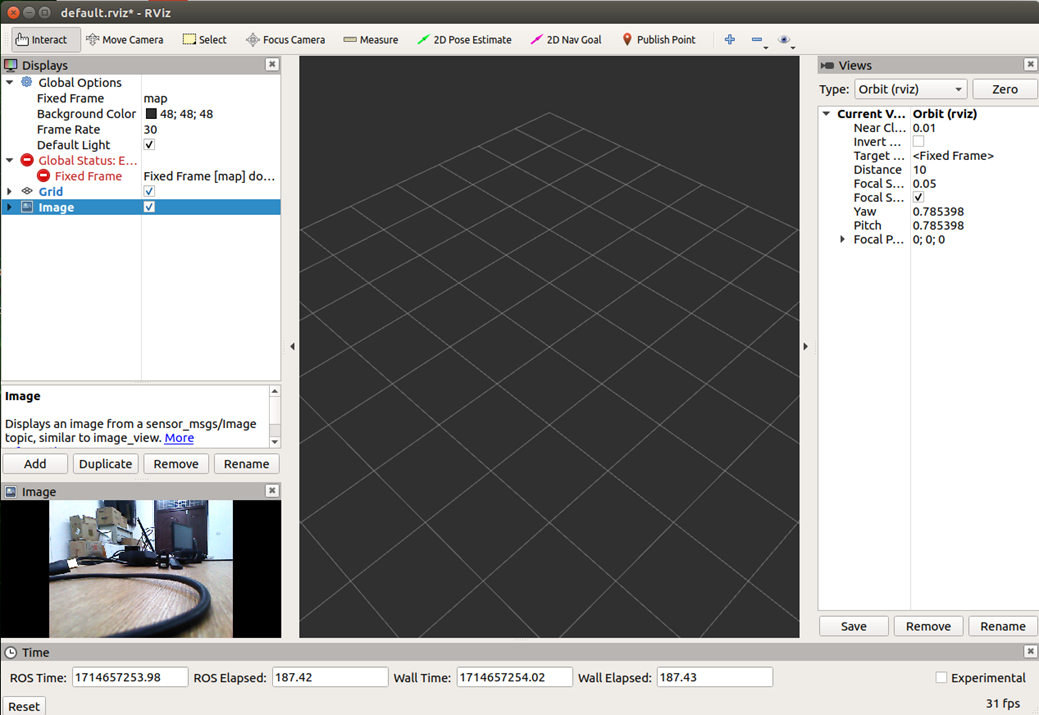 default.rviz* - RViz
Interact Move Camera Select Focus Camera Measure 2D Pose Estimate 2D Nav Goal Publish Point
Displays
Global Options
Fixed Frame map
Background Color 48; 48; 48
Frame Rate 30
Default Light
Global Status: E...
Fixed Frame Fixed Frame [map] do...
Grid
Image
Image
Displays an image from a sensor_msgs/Image
topic, similar to image_view. More
Add Duplicate Remove Rename
Image
Views
Type: Orbit (rviz) Zero
Current V... Orbit (rviz)
Near Cl... 0.01
Invert ...
Target ... <Fixed Frame>
Distance 10
Focal S... 0.05
Focal S...
Yaw 0.785398
Pitch 0.785398
Focal P... 0; 0; 0
Save Remove Rename
Time
ROS Time: 1714657253.98 ROS Elapsed: 187.42 Wall Time: 1714657254.02 Wall Elapsed: 187.43 Experimental
Reset 31 fps